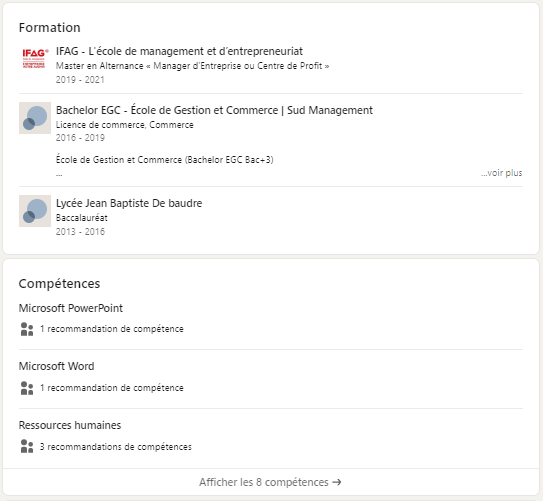 Formation
IFAG
IFAG - L'école de management et d'entrepreneuriat
Master en Alternance « Manager d'Entreprise ou Centre de Profit »
2019 - 2021
Bachelor EGC - École de Gestion et Commerce | Sud Management
Licence de commerce, Commerce
2016 - 2019
École de Gestion et Commerce (Bachelor EGC Bac+3)
...
...voir plus
Lycée Jean Baptiste De baudre
Baccalauréat
2013 - 2016
Compétences
Microsoft PowerPoint
1 recommandation de compétence
Microsoft Word
1 recommandation de compétence
Ressources humaines
3 recommandations de compétences
Afficher les 8 compétences →